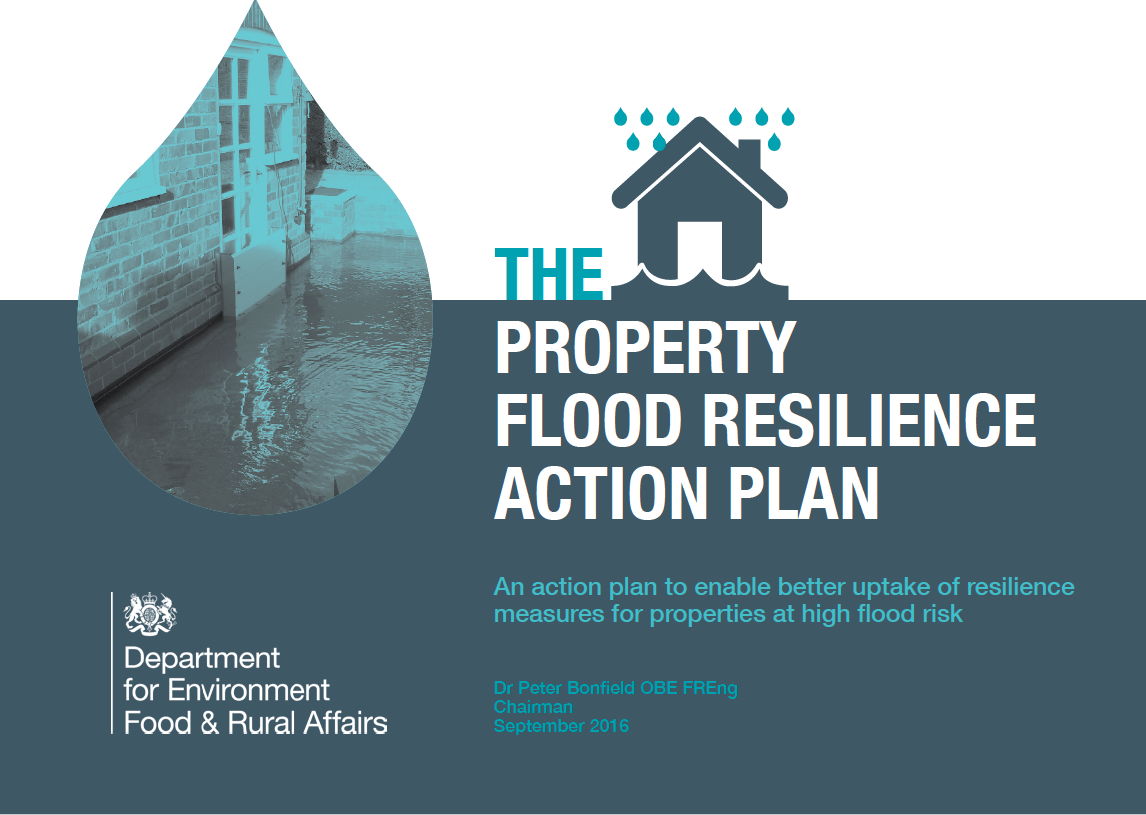 THE
PROPERTY
FLOOD RESILIENCE
ACTION PLAN
An action plan to enable better uptake of resilience
measures for properties at high flood risk
Dr Peter Bonfield OBE FREng
Chairman
September 2016
Department
for Environment
Food & Rural Affairs